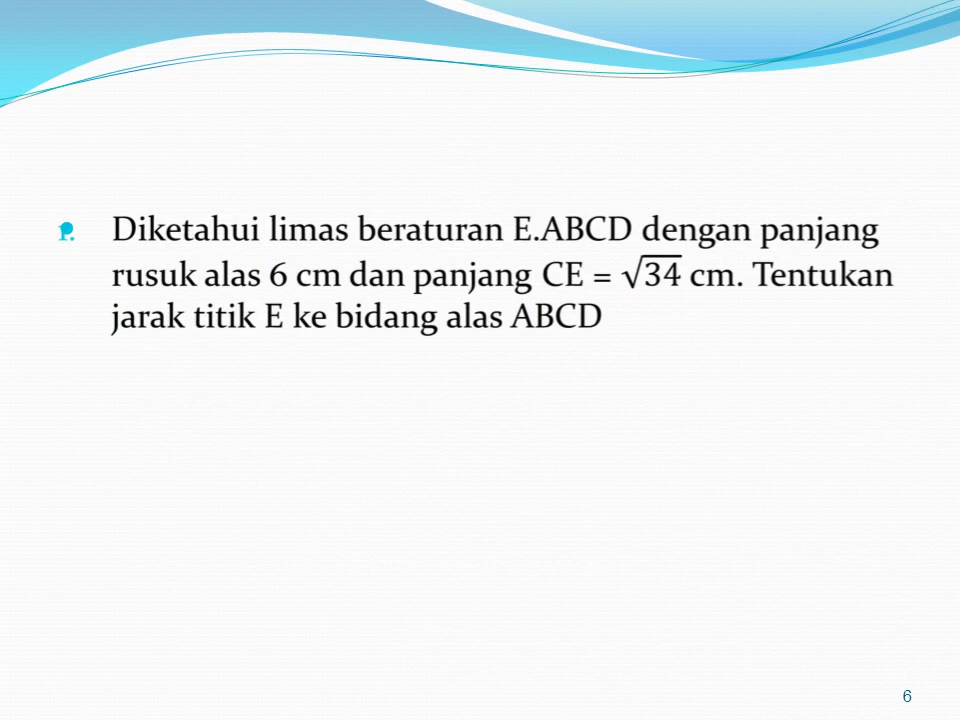 1. Diketahui limas beraturan E.ABCD dengan panjang
rusuk alas 6 cm dan panjang CE = √34 cm. Tentukan
jarak titik E ke bidang alas ABCD
6